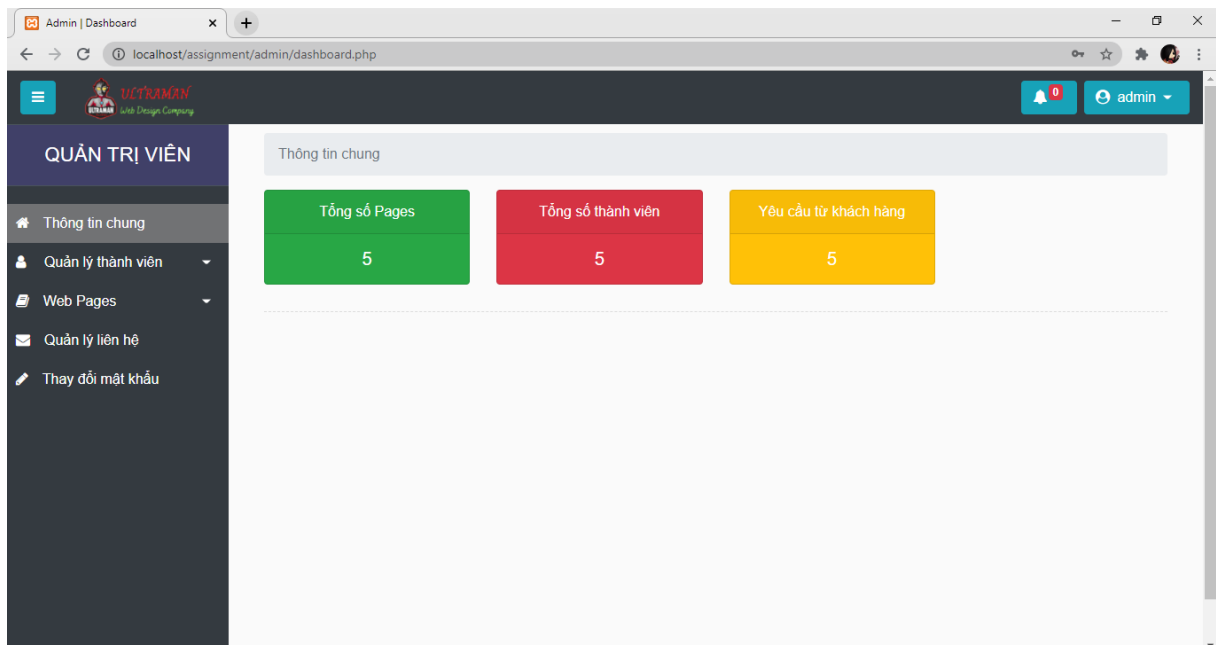 Admin | Dashboard
localhost/assignment/admin/dashboard.php
ULTRAMAN
ULTRAMAN Web Design Company
0
admin
QUẢN TRỊ VIÊN
Thông tin chung
Tổng số Pages
Tổng số thành viên
Yêu cầu từ khách hàng
5
5
5
Thông tin chung
Quản lý thành viên
Web Pages
Quản lý liên hệ
Thay đổi mật khẩu